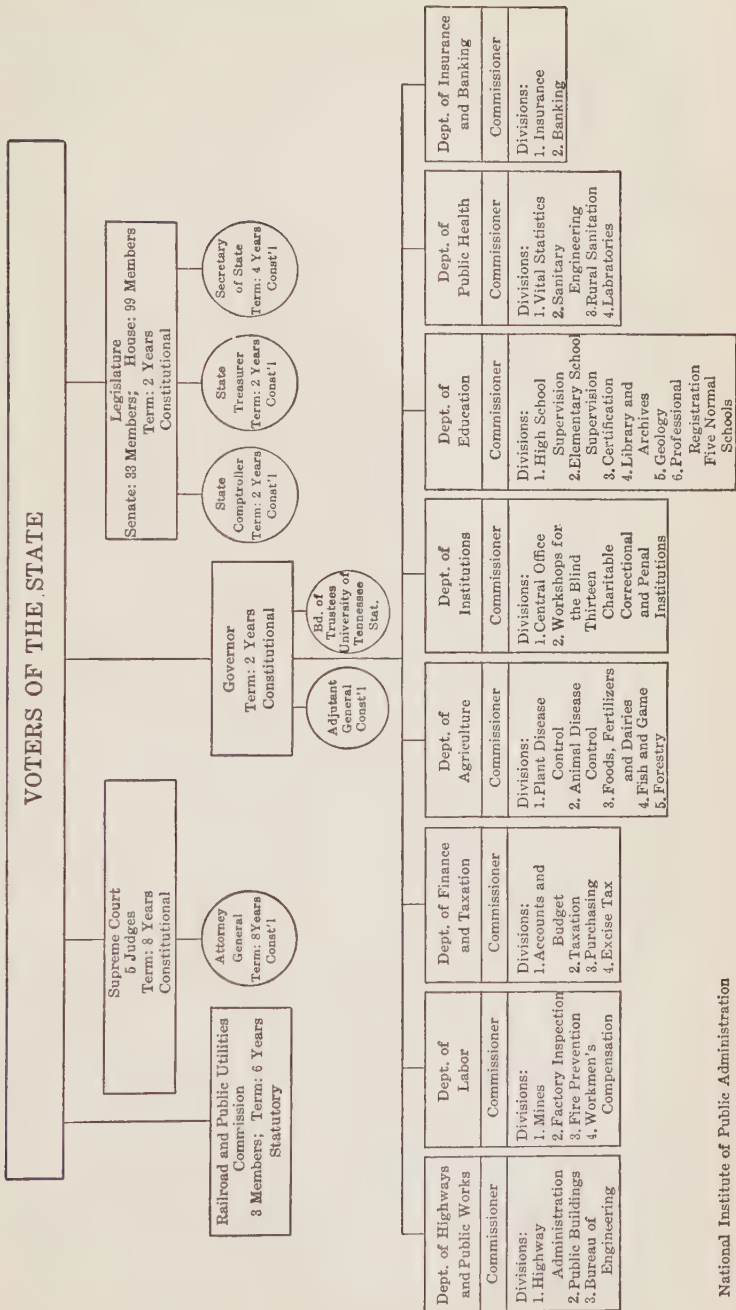 VOTERS OF THE STATE
Railroad and Public Utilities
Commission
3 Members; Term: 6 Years
Statutory
Supreme Court
5 Judges
Term: 8 Years
Constitutional
Attorney
General
Term: 8 Years
Const'l
Governor
Term: 2 Years
Constitutional
Adjutant
General
Const'l
Bd. of
Trustees
University of
Tennessee
Stat.
Legislature
Senate: 33 Members; House: 99 Members
Term: 2 Years
Constitutional
State
Comptroller
Term: 2 Years
Const'l
State
Treasurer
Term: 2 Years
Const'l
Secretary
of State
Term: 4 Years
Const'l
Dept. of Highways
and Public Works
Commissioner
Divisions:
1. Highway
Administration
2. Public Buildings
3. Bureau of
Engineering
Dept. of
Labor
Commissioner
Divisions:
1. Mines
2. Factory Inspection
3. Fire Prevention
4. Workmen's
Compensation
Dept. of Finance
and Taxation
Commissioner
Divisions:
1. Accounts and
Budget
2. Taxation
3. Purchasing
4. Excise Tax
Dept. of
Agriculture
Commissioner
Divisions:
1. Plant Disease
Control
2. Animal Disease
Control
3. Foods, Fertilizers
and Dairies
4. Fish and Game
5. Forestry
Dept. of
Institutions
Commissioner
Divisions:
1. Central Office
2. Workshops for
the Blind
Thirteen
Charitable
Correctional
and Penal
Institutions
Dept. of
Education
Commissioner
Divisions:
1. High School
Supervision
2. Elementary School
Supervision
3. Certification
4. Library and
Archives
5. Geology
6. Professional
Registration
Five Normal
Schools
Dept. of
Public Health
Commissioner
Divisions:
1. Vital Statistics
2. Sanitary
Engineering
3. Rural Sanitation
4. Labratories
Dept. of Insurance
and Banking
Commissioner
Divisions:
1. Insurance
2. Banking
National Institute of Public Administration